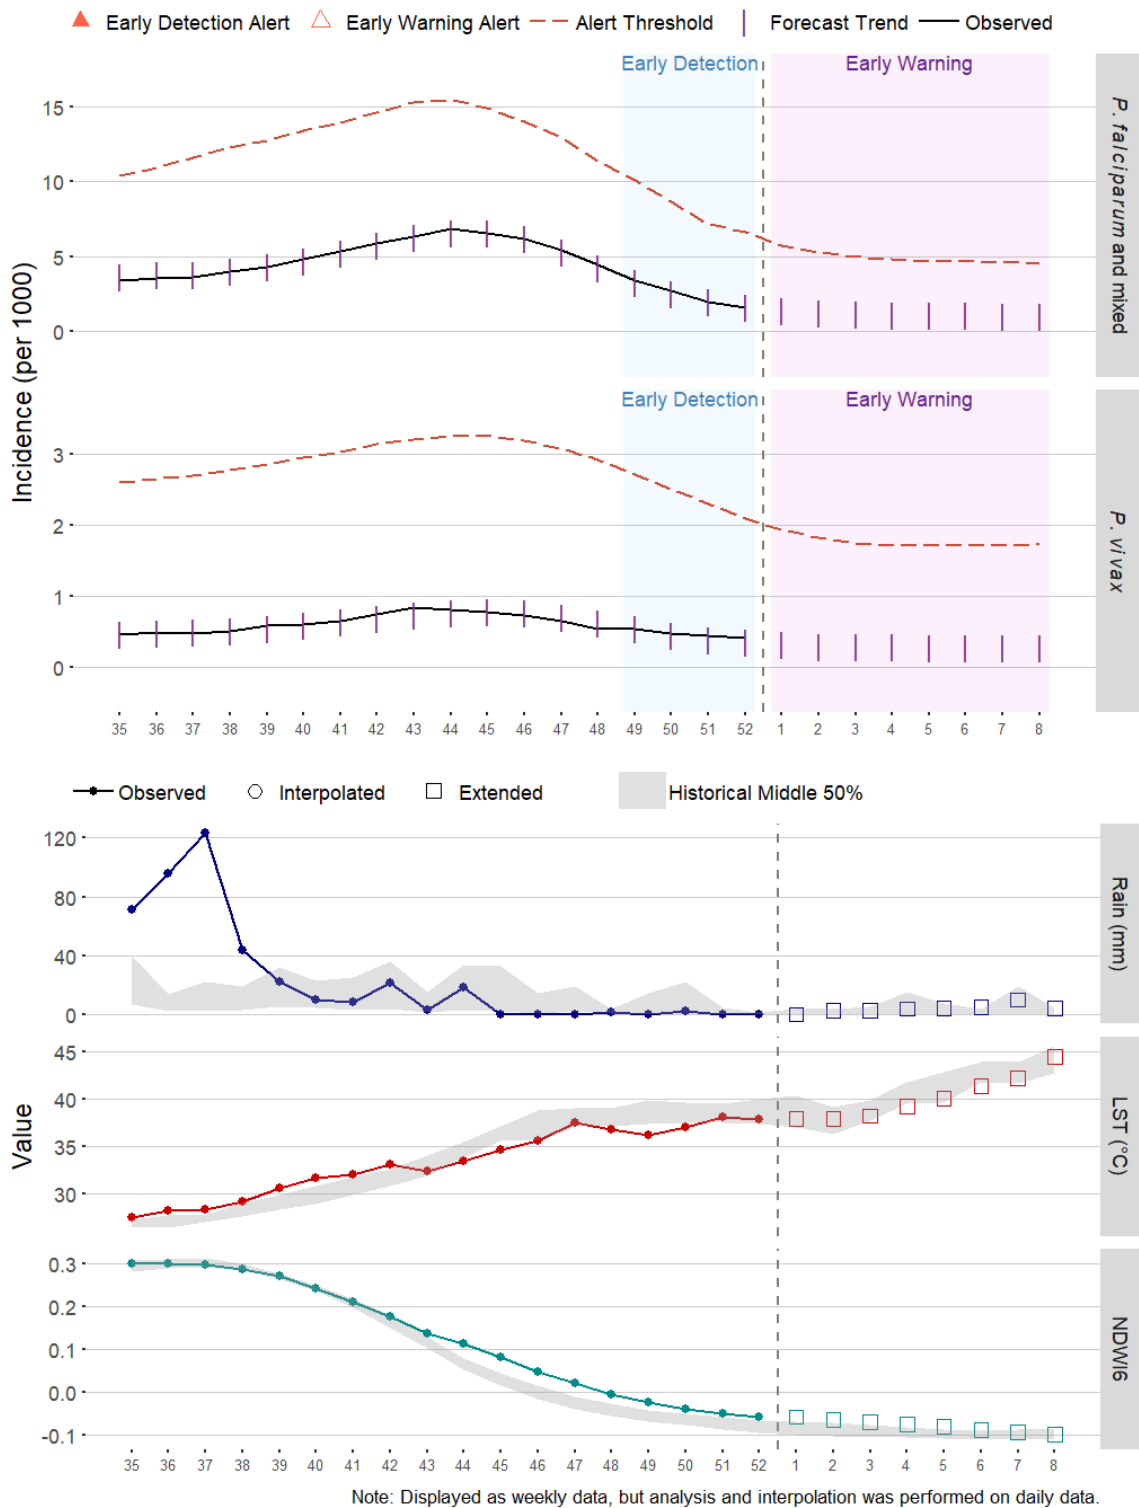 Early Detection Alert Early Warning Alert Alert Threshold Forecast Trend Observed
Early Detection Early Warning
15
10
5
0
P. falciparum and mixed
Early Detection Early Warning
3
2
1
0
P. vivax
Incidence (per 1000)
35 36 37 38 39 40 41 42 43 44 45 46 47 48 49 50 51 52 1 2 3 4 5 6 7 8
Observed Interpolated Extended Historical Middle 50%
120
80
40
0
Rain (mm)
45
40
35
30
LST (°C)
Value
0.3
0.2
0.1
0.0
-0.1
NDWI6
35 36 37 38 39 40 41 42 43 44 45 46 47 48 49 50 51 52 1 2 3 4 5 6 7 8
Note: Displayed as weekly data, but analysis and interpolation was performed on daily data.